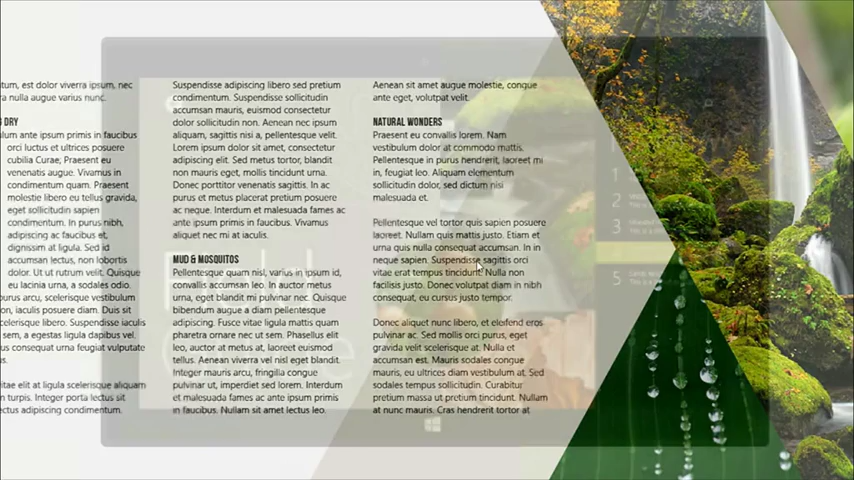 tum, est dolor viverra ipsum, nec
ra nulla augue varius nunc.
DRY
ulum ante ipsum primis in faucibus
orci luctus et ultrices posuere
cubilia Curae; Praesent eu
venenatis augue. Vivamus in
condimentum quam. Praesent
molestie libero eu tellus gravida,
eget sollicitudin sapien
condimentum. In purus nibh,
adipiscing ac faucibus et,
dignissim at ligula. Sed id
accumsan lectus, non lobortis
dolor. Ut ut rutrum velit. Quisque
eu lacinia urna, a sodales odio.
purus arcu, scelerisque vestibulum
iaculis posuere diam. Duis sit
scelerisque libero. Suspendisse iaculis
sem, a egestas ligula dapibus vel.
us consequat urna feugiat vulputate
vitae elit at ligula scelerisque aliquam
n turpis. Integer porta lectus sit
ectus adipiscing condimentum.
Suspendisse adipiscing libero sed pretium
condimentum. Suspendisse sollicitudin
accumsan mauris, euismod consectetur
dolor sollicitudin non. Aenean nec ipsum
aliquam, sagittis nisi a, pellentesque velit.
Lorem ipsum dolor sit amet, consectetur
adipiscing elit. Sed metus tortor, blandit
non mauris eget, mollis tincidunt urna.
Donec porttitor venenatis sagittis. In ac
purus et metus placerat pretium posuere
ac neque. Interdum et malesuada fames ac
ante ipsum primis in faucibus. Vivamus
aliquet nec mi at iaculis.
MUD & MOSQUITOS
Pellentesque quam nisl, varius in ipsum id,
convallis accumsan leo. In auctor metus
urna, eget blandit mi pulvinar nec. Quisque
bibendum augue a diam pellentesque
adipiscing. Fusce vitae ligula mattis quam
pharetra ornare nec ut sem. Phasellus elit
leo, auctor at metus at, laoreet euismod
tellus. Aenean viverra vel nisl eget blandit.
Integer mauris arcu, fringilla congue
pulvinar ut, imperdiet sed lorem. Interdum
et malesuada fames ac ante ipsum primis
in faucibus. Nullam sit amet lectus leo.
Aenean sit amet augue molestie, congue
ante eget, volutpat velit.
NATURAL WONDERS
Praesent eu convallis lorem. Nam
vestibulum dolor at commodo mattis.
Pellentesque in purus hendrerit, laoreet mi
in, feugiat leo. Aliquam elementum
sollicitudin dolor, sed dictum nisi
malesuada et.
Pellentesque vel tortor quis sapien posuere
laoreet. Nullam quis mattis justo. Etiam et
urna quis nulla consequat accumsan. In in
neque sapien. Suspendisse sagittis orci
vitae erat tempus tincidunt. Nulla non
facilisis justo. Donec volutpat diam in nibh
consequat, eu cursus justo tempor.
Donec aliquet nunc libero, et eleifend eros
pulvinar ac. Sed mollis orci purus, eget
gravida velit scelerisque at. Nulla et
accumsan est. Mauris sodales congue
mauris, eu ultrices diam vestibulum at. Sed
sodales tempus sollicitudin. Curabitur
pretium massa ut pretium tincidunt. Nullam
at nunc mauris. Cras hendrerit tortor at
1
2
3
5